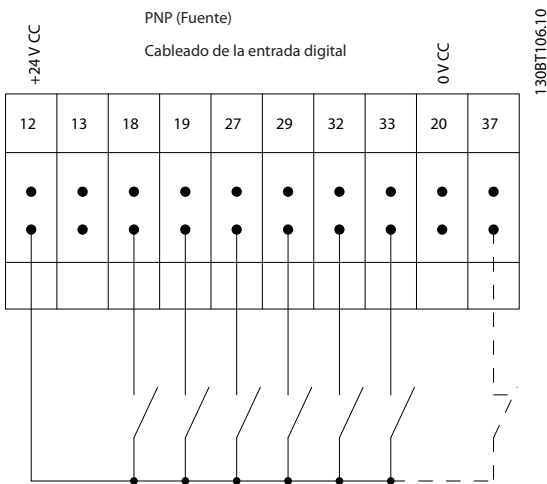 PNP (Fuente)
Cableado de la entrada digital
+24 V CC
0 V CC
130BT106.10
12 13 18 19 27 29 32 33 20 37